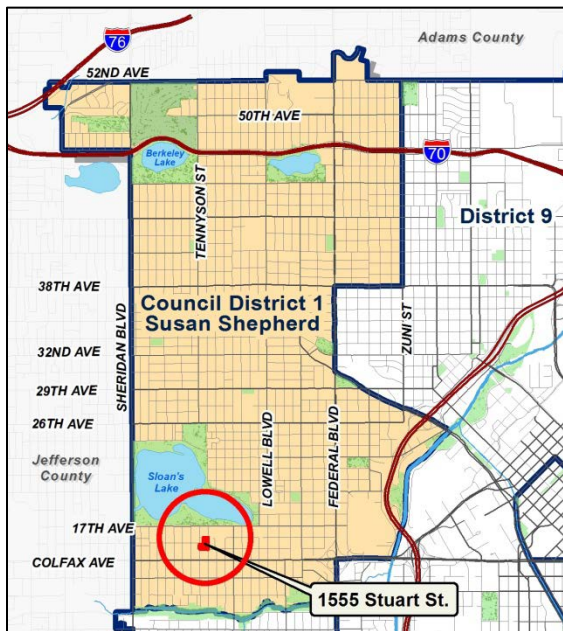 76
Adams County
52ND AVE
50TH AVE
Berkeley
Lake
70
TENNYSON ST
District 9
38TH AVE
Council District 1
Susan Shepherd
SHERIDAN BLVD
ZUNI ST
32ND AVE
29TH AVE
26TH AVE
LOWELL BLVD
FEDERAL BLVD
Jefferson
County
Sloan's
Lake
17TH AVE
COLFAX AVE
1555 Stuart St.